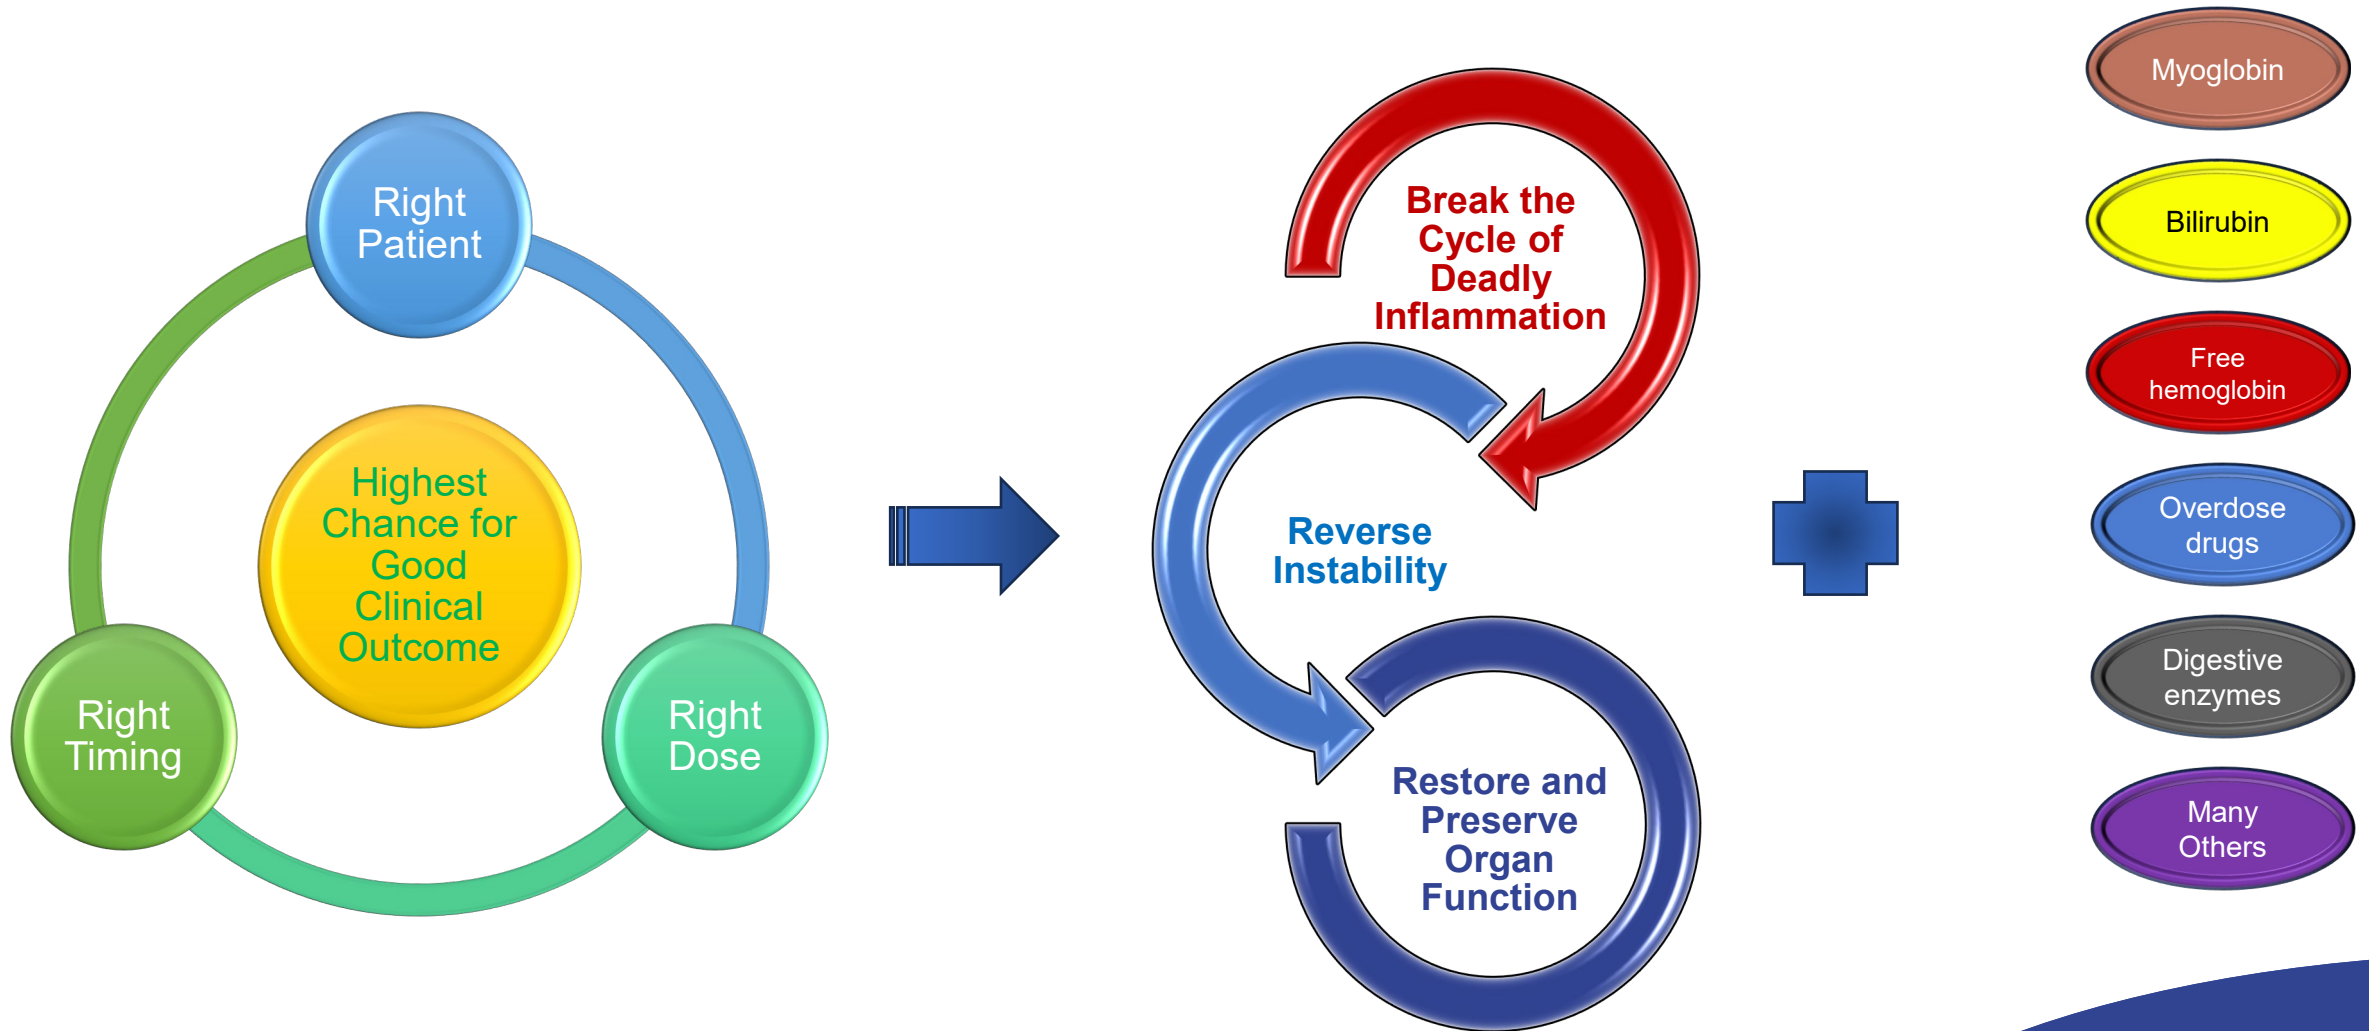 Right
Patient
Highest
Chance for
Good
Clinical
Outcome
Right
Timing
Right
Dose
Break the
Cycle of
Deadly
Inflammation
Reverse
Instability
Restore and
Preserve
Organ
Function
Myoglobin
Bilirubin
Free
hemoglobin
Overdose
drugs
Digestive
enzymes
Many
Others